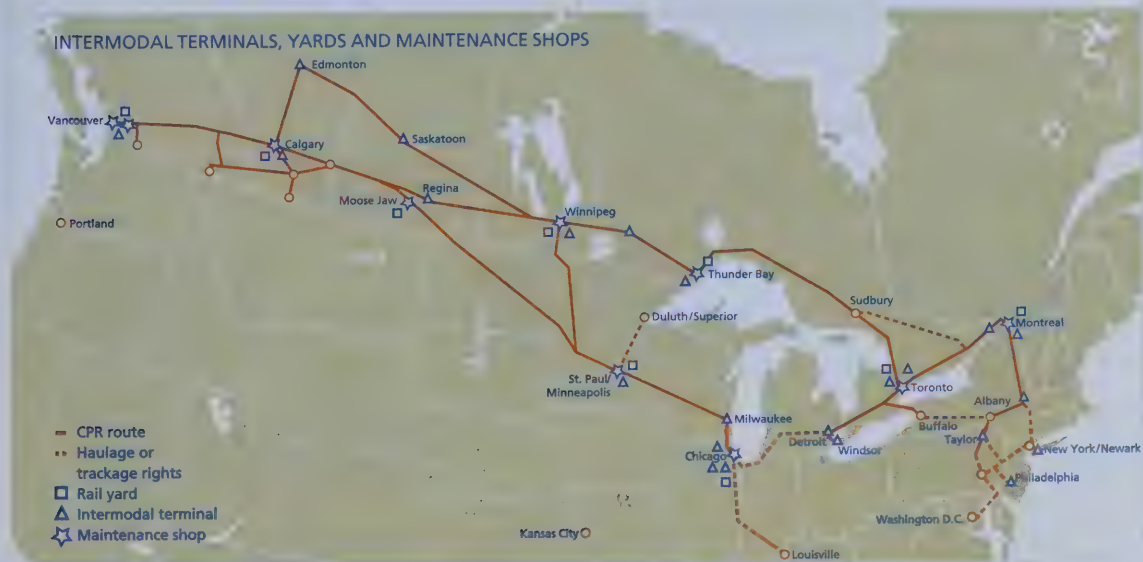 INTERMODAL TERMINALS, YARDS AND MAINTENANCE SHOPS
Edmonton
Vancouver
Calgary
Saskatoon
Moose Jaw
Regina
Winnipeg
Portland
Thunder Bay
Sudbury
Duluth/Superior
Montreal
St. Paul/
Minneapolis
Toronto
Albany
Milwaukee
Buffalo
Detroit
Windsor
Taylor
Chicago
New York/Newark
Philadelphia
Washington D.C.
Kansas City
Louisville
CPR route
Haulage or
trackage rights
Rail yard
Intermodal terminal
Maintenance shop